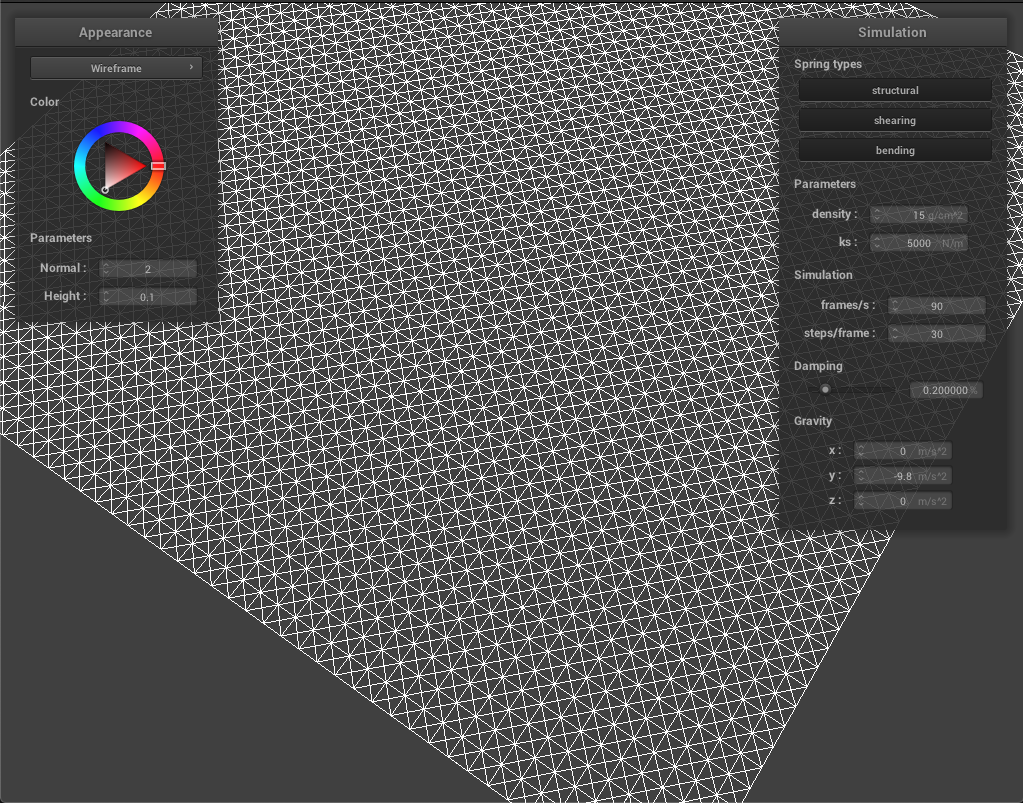 Appearance
Wireframe
Color
Parameters
Normal : 2
Height : 0.1
Simulation
Spring types
structural
shearing
bending
Parameters
density : 15 g/cm^2
ks : 5000 N/m
Simulation
frames/s : 90
steps/frame : 30
Damping
0.200000%
Gravity
x : 0 m/s^2
y : -9.8 m/s^2
z : 0 m/s^2